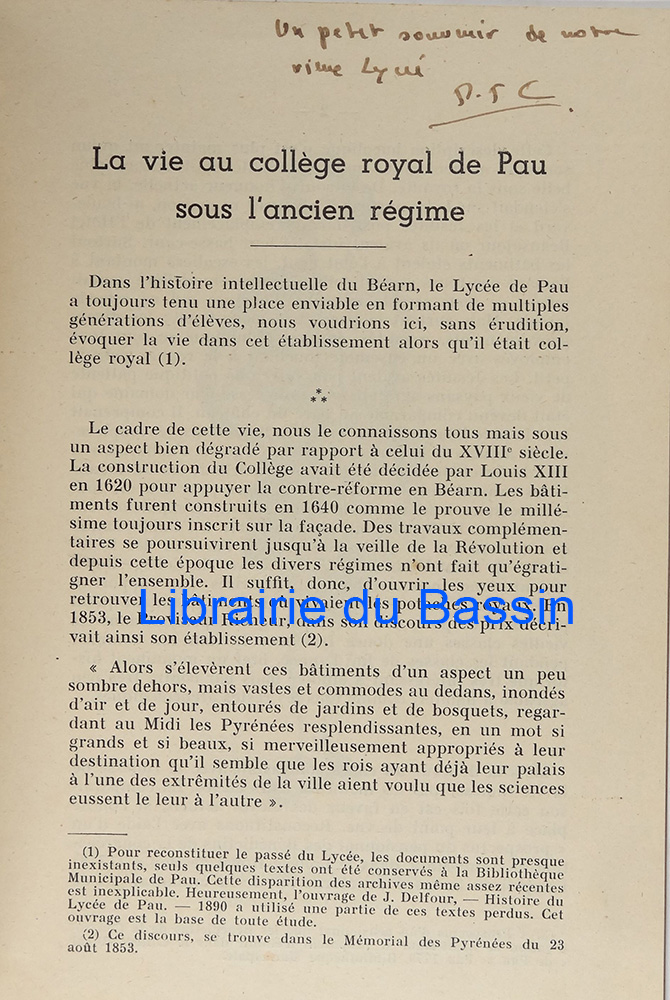 Un petit souvenir de notre
Lycée
La vie au collège royal de Pau
sous l'ancien régime
Dans l'histoire intellectuelle du Béarn, le Lycée de Pau
a toujours tenu une place enviable en formant de multiples
générations d'élèves, nous voudrions ici, sans érudition,
évoquer la vie dans cet établissement alors qu'il était col-
lège royal (1).
*
**
Le cadre de cette vie, nous le connaissons tous mais sous
un aspect bien dégradé par rapport à celui du XVIIIe siècle.
La construction du Collège avait été décidée par Louis XIII
en 1620 pour appuyer la contre-réforme en Béarn. Les bâti-
ments furent construits en 1640 comme le prouve le millé-
sime toujours inscrit sur la façade. Des travaux complémen-
taires se poursuivirent jusqu'à la veille de la Révolution et
depuis cette époque les divers régimes n'ont fait qu'égrati-
gner l'ensemble. Il suffit, donc, d'ouvrir les yeux pour
retrouver les bâtiments où vivaient les potaches royaux. En
Librairie du Bassin
1853, le Proviseur Richeur, dans son discours des prix décri-
vait ainsi son établissement (2).
« Alors s'élevèrent ces bâtiments d'un aspect un peu
sombre dehors, mais vastes et commodes au dedans, inondés
d'air et de jour, entourés de jardins et de bosquets, regar-
dant au Midi les Pyrénées resplendissantes, en un mot si
grands et si beaux, si merveilleusement appropriés à leur
destination qu'il semble que les rois ayant déjà leur palais
à l'une des extrêmités de la ville aient voulu que les sciences
eussent le leur à l'autre ».
(1) Pour reconstituer le passé du Lycée, les documents sont presque
inexistants, seuls quelques textes ont été conservés à la Bibliothèque
Municipale de Pau. Cette disparition des archives même assez récentes
est inexplicable. Heureusement, l'ouvrage de J. Delfour, — Histoire du
Lycée de Pau. — 1890 a utilisé une partie de ces textes perdus. Cet
ouvrage est la base de toute étude.
(2) Ce discours, se trouve dans le Mémorial des Pyrénées du 23
août 1853.